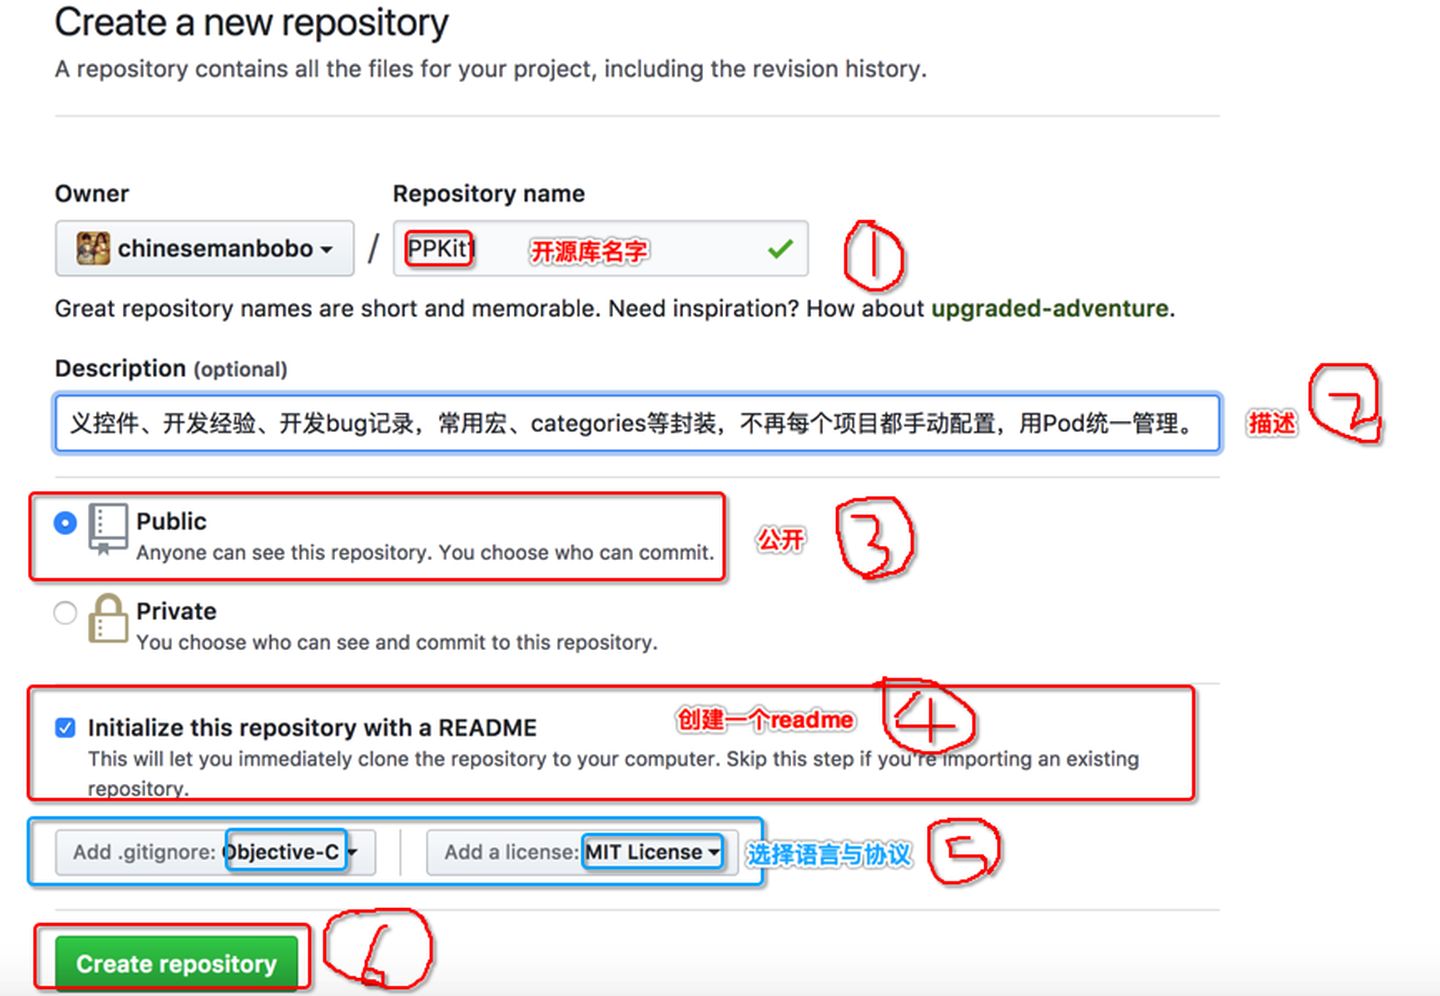 Create a new repository
A repository contains all the files for your project, including the revision history.
Owner Repository name
chinesemanbobo / PPKit1 开源库名字 1
Great repository names are short and memorable. Need inspiration? How about upgraded-adventure.
Description (optional)
义控件、开发经验、开发bug记录，常用宏、categories等封装，不再每个项目都手动配置，用Pod统一管理。 描述 2
Public
Anyone can see this repository. You choose who can commit. 公开 3
Private
You choose who can see and commit to this repository.
Initialize this repository with a README 创建一个readme 4
This will let you immediately clone the repository to your computer. Skip this step if you're importing an existing
repository.
Add .gitignore: Objective-C Add a license: MIT License 选择语言与协议 5
Create repository 6